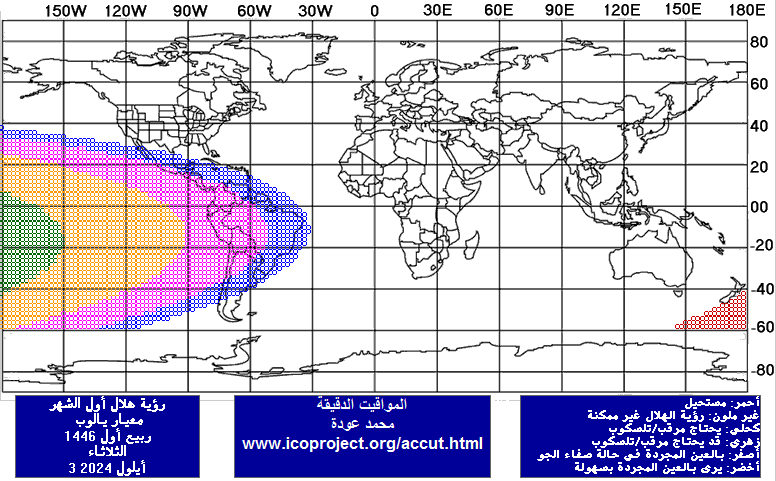 150W 120W 90W 60W 30W 0 30E 60E 90E 120E 150E 180E
80
60
40
20
00
-20
-40
-60
-80
رؤية هلال أول الشهر
معيار يالوب
ربيع أول 1446
الثلاثاء
3 أيلول 2024
المواقيت الدقيقة
محمد عودة
www.icoproject.org/accut.html
أحمر: مستحيل
غير ملون: رؤية الهلال غير ممكنة
كحلي: يحتاج مرقب/تلسكوب
زهري: قد يحتاج مرقب/تلسكوب
أصفر: بالعين المجردة في حالة صفاء الجو
أخضر: يرى بالعين المجردة بصهولة